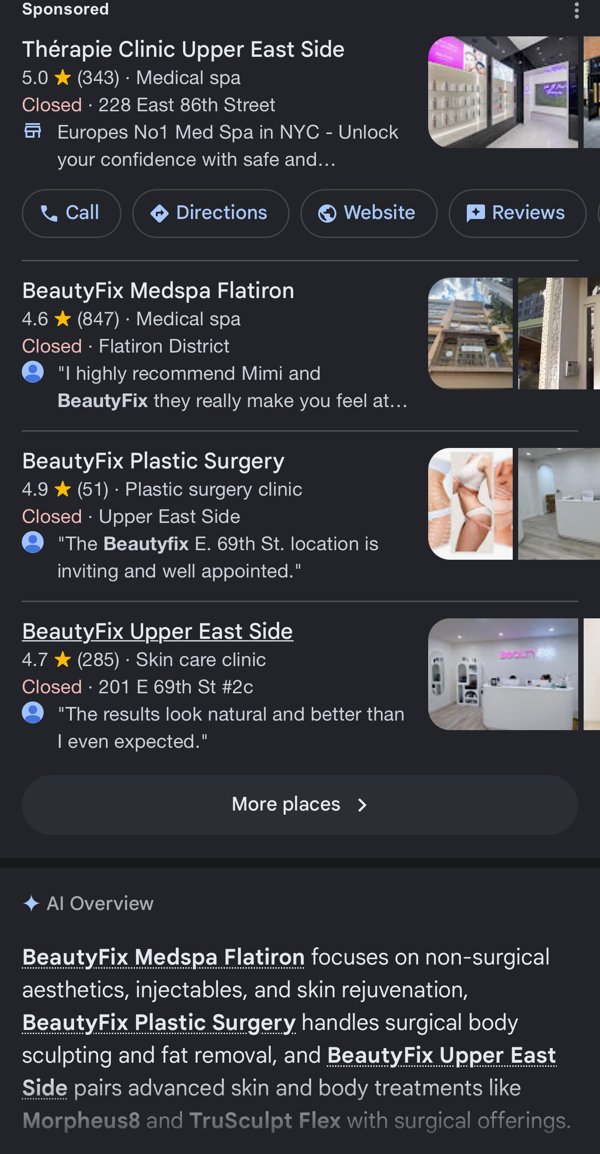 Sponsored
Thérapie Clinic Upper East Side
5.0 ★ (343) · Medical spa
Closed · 228 East 86th Street
Europes No1 Med Spa in NYC - Unlock
your confidence with safe and…
Call
Directions
Website
Reviews
BeautyFix Medspa Flatiron
4.6 ★ (847) · Medical spa
Closed · Flatiron District
"I highly recommend Mimi and
BeautyFix they really make you feel at…
BeautyFix Plastic Surgery
4.9 ★ (51) · Plastic surgery clinic
Closed · Upper East Side
"The Beautyfix E. 69th St. location is
inviting and well appointed."
BeautyFix Upper East Side
4.7 ★ (285) · Skin care clinic
Closed · 201 E 69th St #2c
"The results look natural and better than
I even expected."
More places
AI Overview
BeautyFix Medspa Flatiron focuses on non-surgical
aesthetics, injectables, and skin rejuvenation,
BeautyFix Plastic Surgery handles surgical body
sculpting and fat removal, and BeautyFix Upper East
Side pairs advanced skin and body treatments like
Morpheus8 and TruSculpt Flex with surgical offerings.